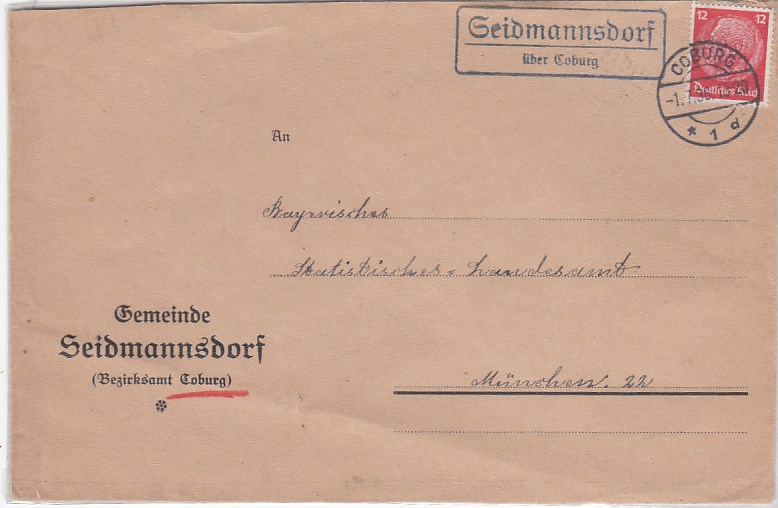 Seidmannsdorf
über Coburg
12 12
Deutsches Reich
COBURG
* 1 d
An
Bayerisches
Statistisches-Landesamt
München. 22
Gemeinde
Seidmannsdorf
(Bezirksamt Coburg)